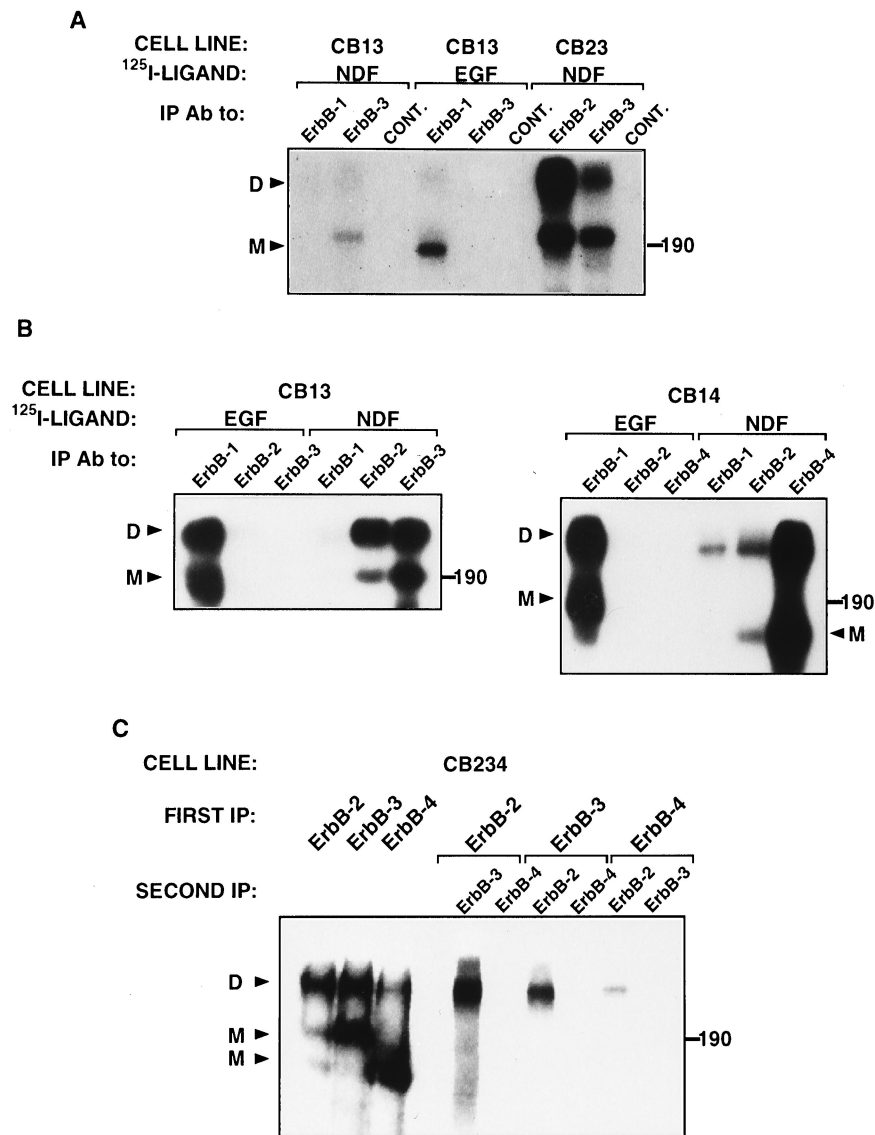 A
CELL LINE: CB13 CB13 CB23
125I-LIGAND: NDF EGF NDF
IP Ab to: ErbB-1 ErbB-3 CONT. ErbB-1 ErbB-3 CONT. ErbB-2 ErbB-3 CONT.
D
M 190
B
CELL LINE: CB13
125I-LIGAND: EGF NDF
IP Ab to: ErbB-1 ErbB-2 ErbB-3 ErbB-1 ErbB-2 ErbB-3
D
M 190
CB14
EGF NDF
ErbB-1 ErbB-2 ErbB-4 ErbB-1 ErbB-2 ErbB-4
D
M 190
M
C
CELL LINE: CB234
FIRST IP: ErbB-2 ErbB-3 ErbB-4 ErbB-2 ErbB-3 ErbB-4
SECOND IP: ErbB-3 ErbB-4 ErbB-2 ErbB-4 ErbB-2 ErbB-3
D
M 190
M